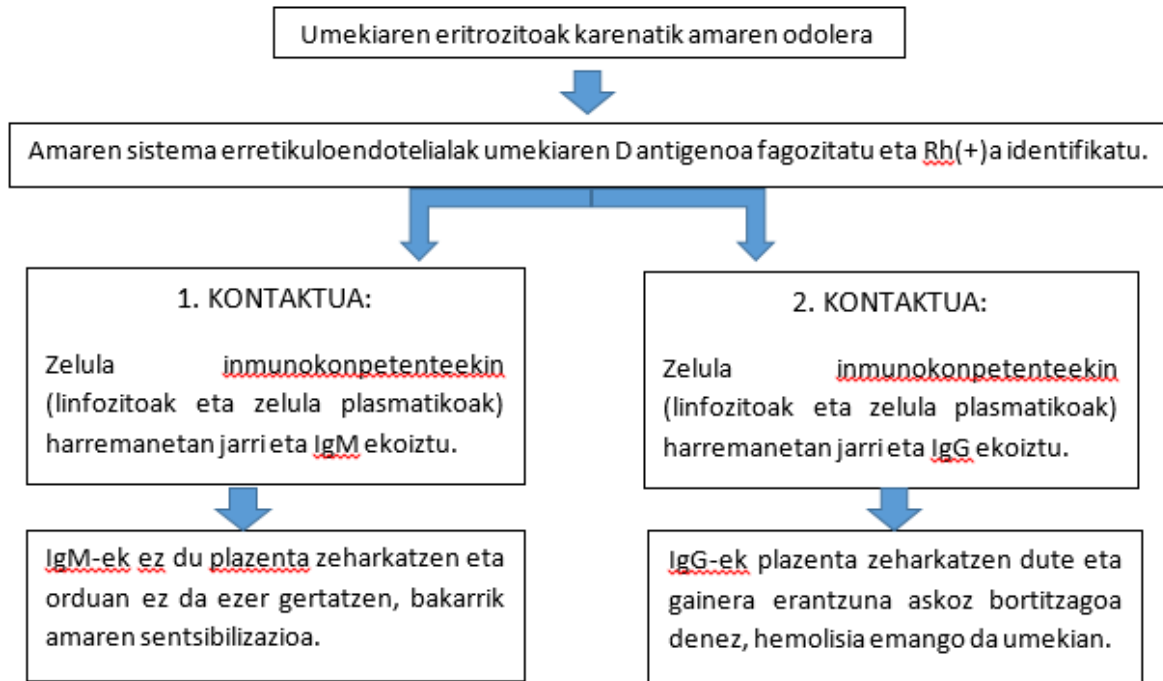 Umekiaren eritrozitoak karenatik amaren odolera
Amaren sistema erretikuloendotelialak umekiaren D antigenoa fagozitatu eta Rh(+)a identifikatu.
1. KONTAKTUA:
Zelula inmunokonpetenteekin
(linfozitoak eta zelula plasmatikoak)
harremanetan jarri eta IgM ekoiztu.
2. KONTAKTUA:
Zelula inmunokonpetenteekin
(linfozitoak eta zelula plasmatikoak)
harremanetan jarri eta IgG ekoiztu.
IgM-ek ez du plazenta zeharkatzen eta
orduan ez da ezer gertatzen, bakarrik
amaren sentsibilizazioa.
IgG-ek plazenta zeharkatzen dute eta
gainera erantzuna askoz bortitzagoa
denez, hemolisia emango da umekian.